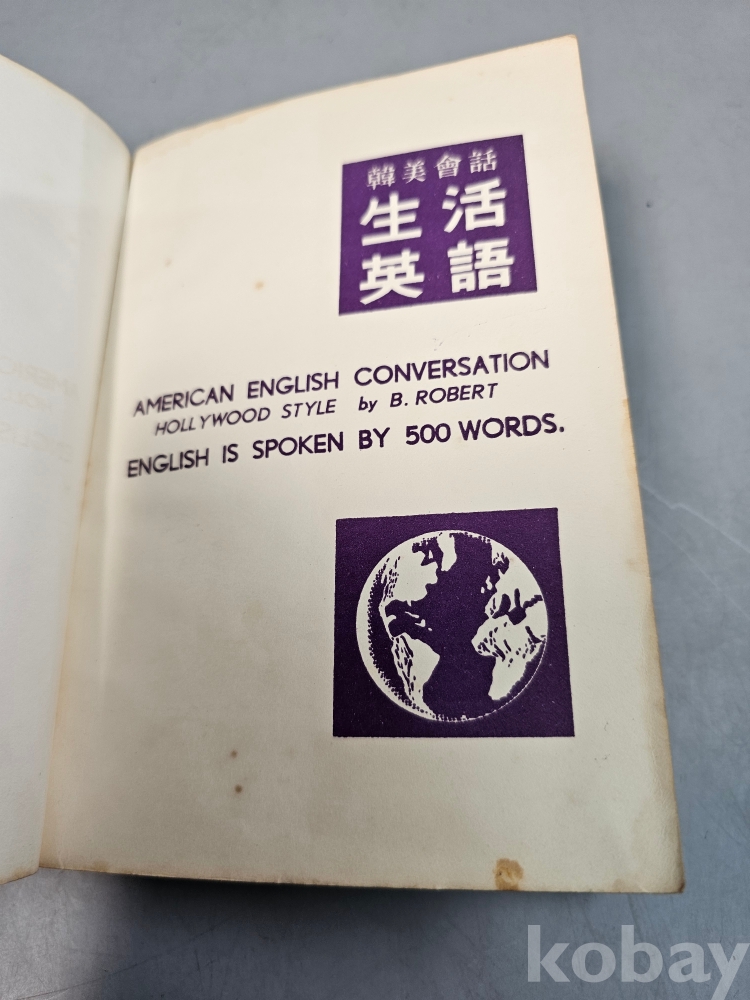 韓美會話
生活
英語
AMERICAN ENGLISH CONVERSATION
HOLLYWOOD STYLE by B. ROBERT
ENGLISH IS SPOKEN BY 500 WORDS.
kobay